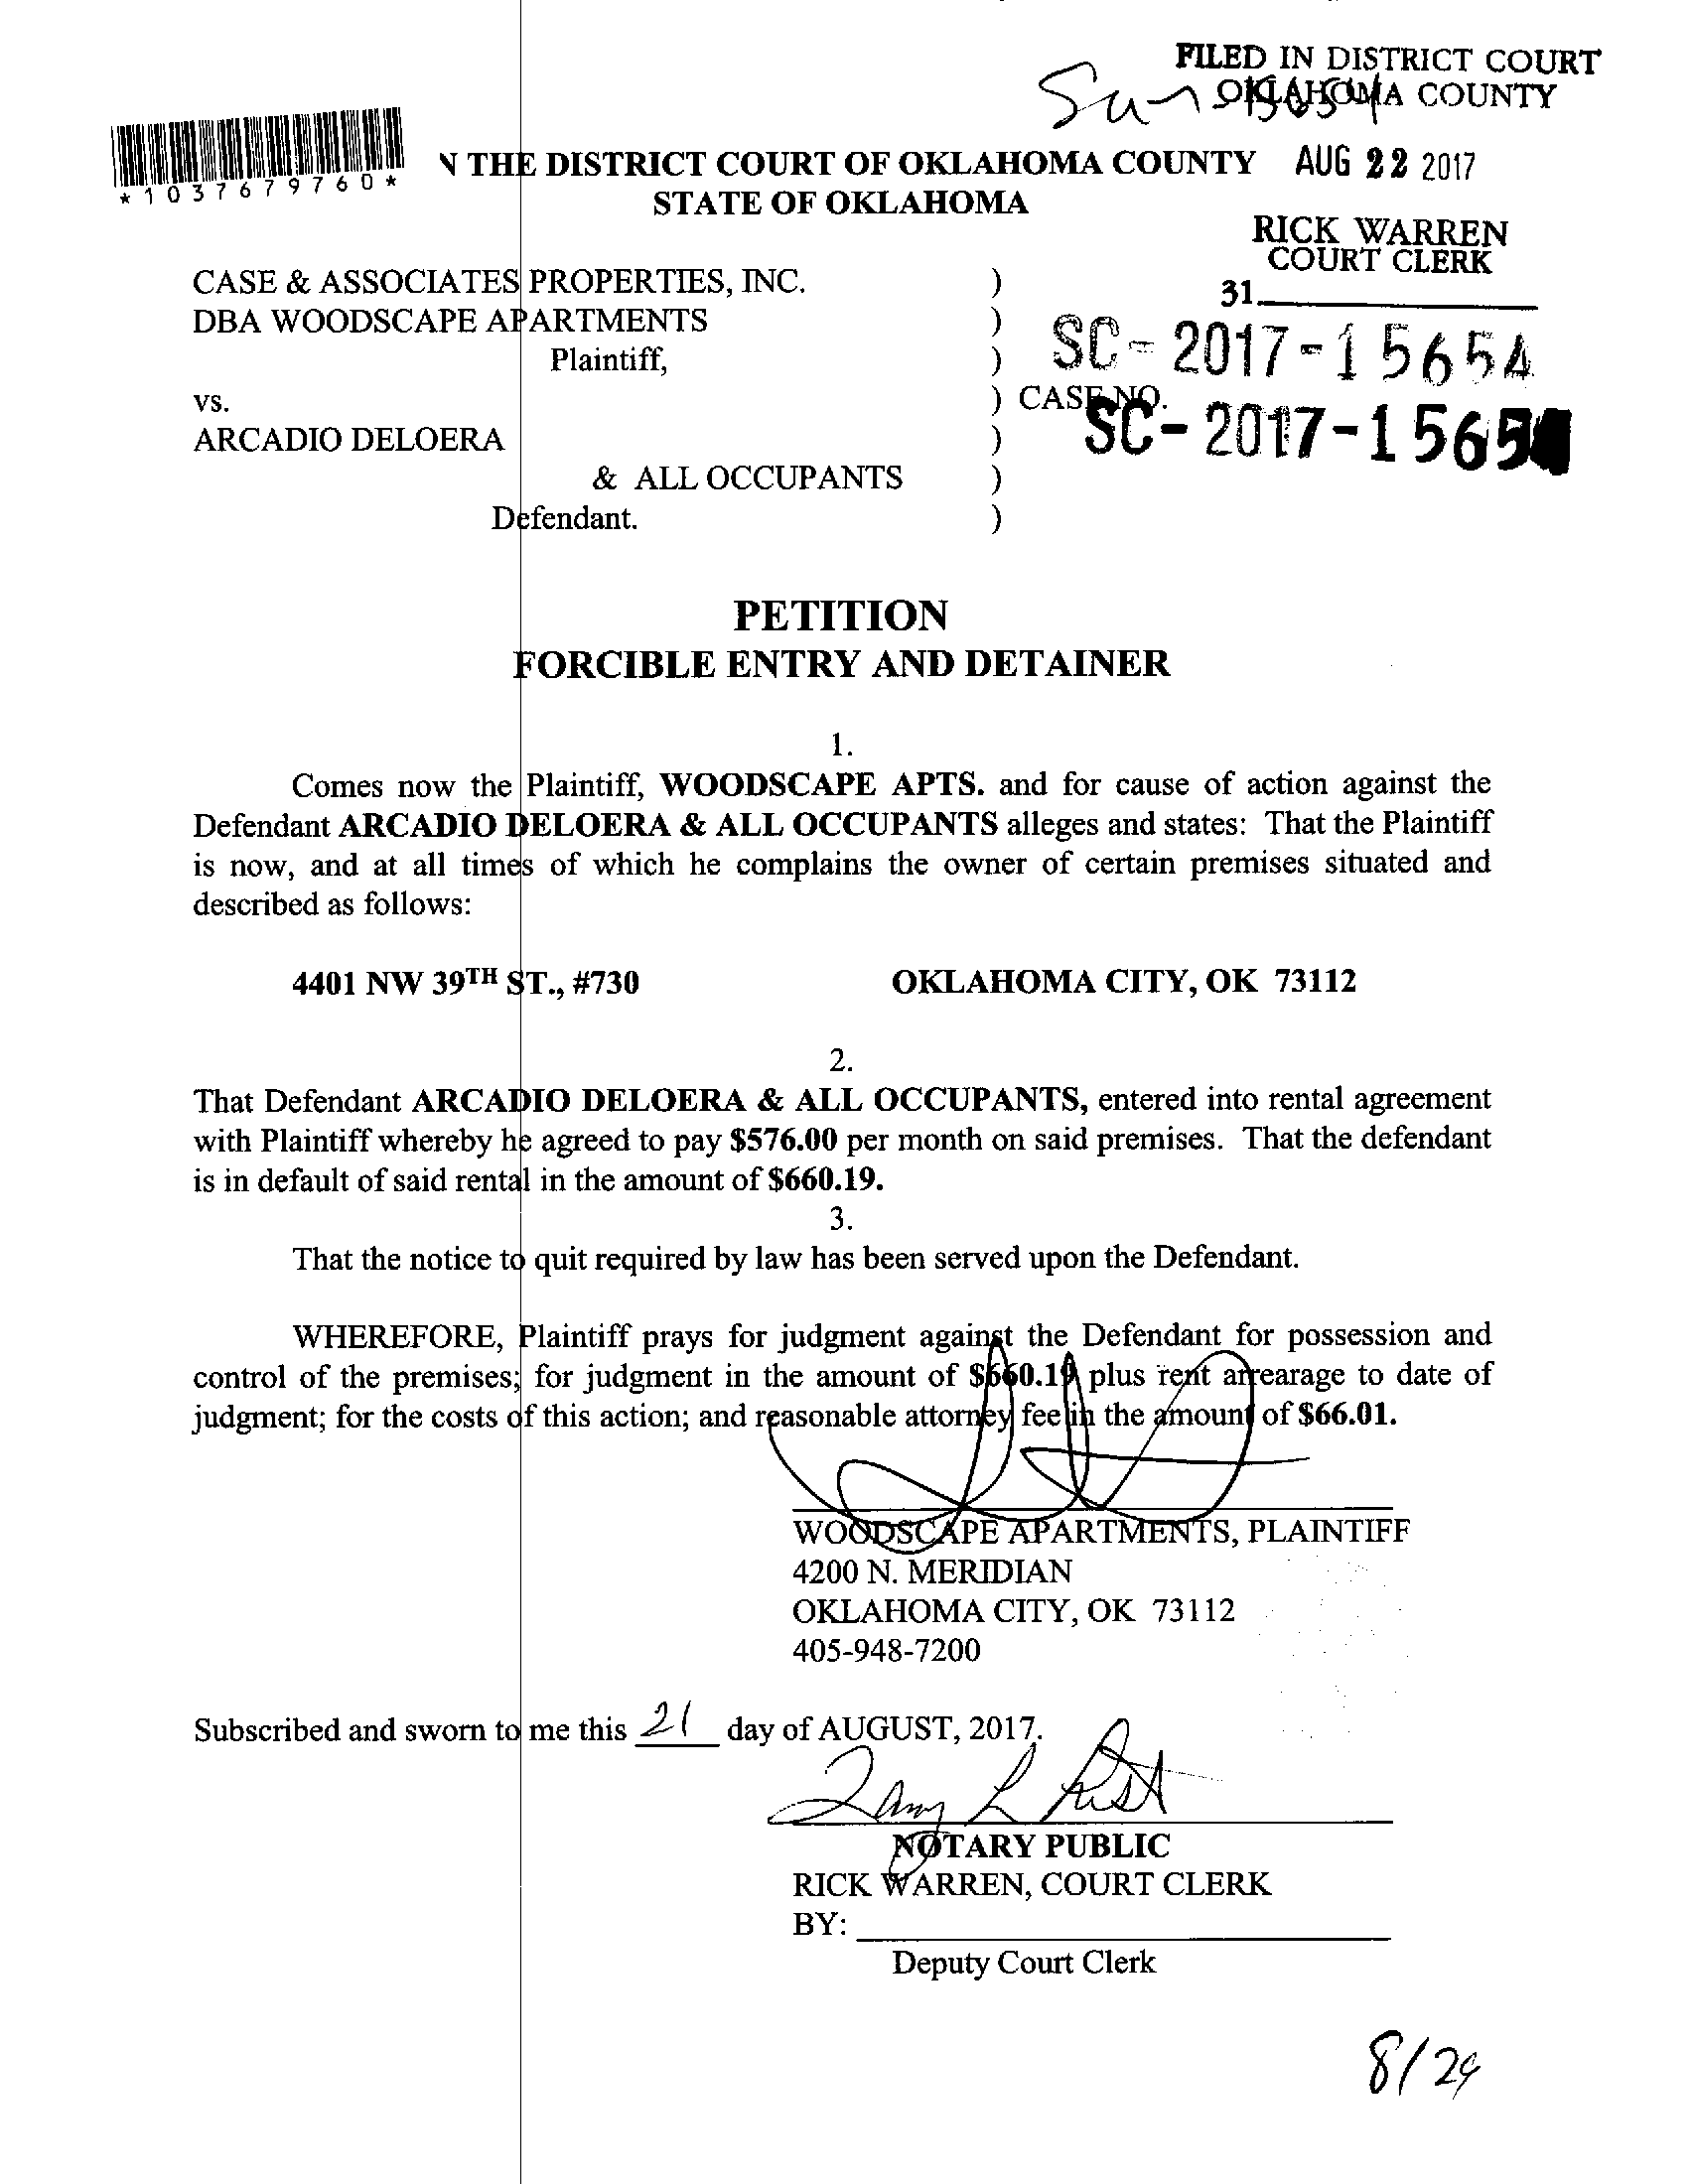 FILED IN DISTRICT COURT
OKLAHOMA COUNTY
*1037679760*
N THE DISTRICT COURT OF OKLAHOMA COUNTY AUG 22 2017
STATE OF OKLAHOMA
RICK WARREN
COURT CLERK
31
CASE & ASSOCIATES PROPERTIES, INC. )
DBA WOODSCAPE APARTMENTS )
Plaintiff, ) SC-2017-15654
vs. ) CASE NO.
ARCADIO DELOERA ) SC-2017-1565
& ALL OCCUPANTS )
Defendant. )
PETITION
FORCIBLE ENTRY AND DETAINER
1.
Comes now the Plaintiff, WOODSCAPE APTS. and for cause of action against the
Defendant ARCADIO DELOERA & ALL OCCUPANTS alleges and states: That the Plaintiff
is now, and at all times of which he complains the owner of certain premises situated and
described as follows:
4401 NW 39TH ST., #730 OKLAHOMA CITY, OK 73112
2.
That Defendant ARCADIO DELOERA & ALL OCCUPANTS, entered into rental agreement
with Plaintiff whereby he agreed to pay $576.00 per month on said premises. That the defendant
is in default of said rental in the amount of $660.19.
3.
That the notice to quit required by law has been served upon the Defendant.
WHEREFORE, Plaintiff prays for judgment against the Defendant for possession and
control of the premises; for judgment in the amount of $660.19 plus rent arrearage to date of
judgment; for the costs of this action; and reasonable attorney fee in the amount of $66.01.
WOODSCAPE APARTMENTS, PLAINTIFF
4200 N. MERIDIAN
OKLAHOMA CITY, OK 73112
405-948-7200
Subscribed and sworn to me this 21 day of AUGUST, 2017.
NOTARY PUBLIC
RICK WARREN, COURT CLERK
BY:
Deputy Court Clerk
8/29